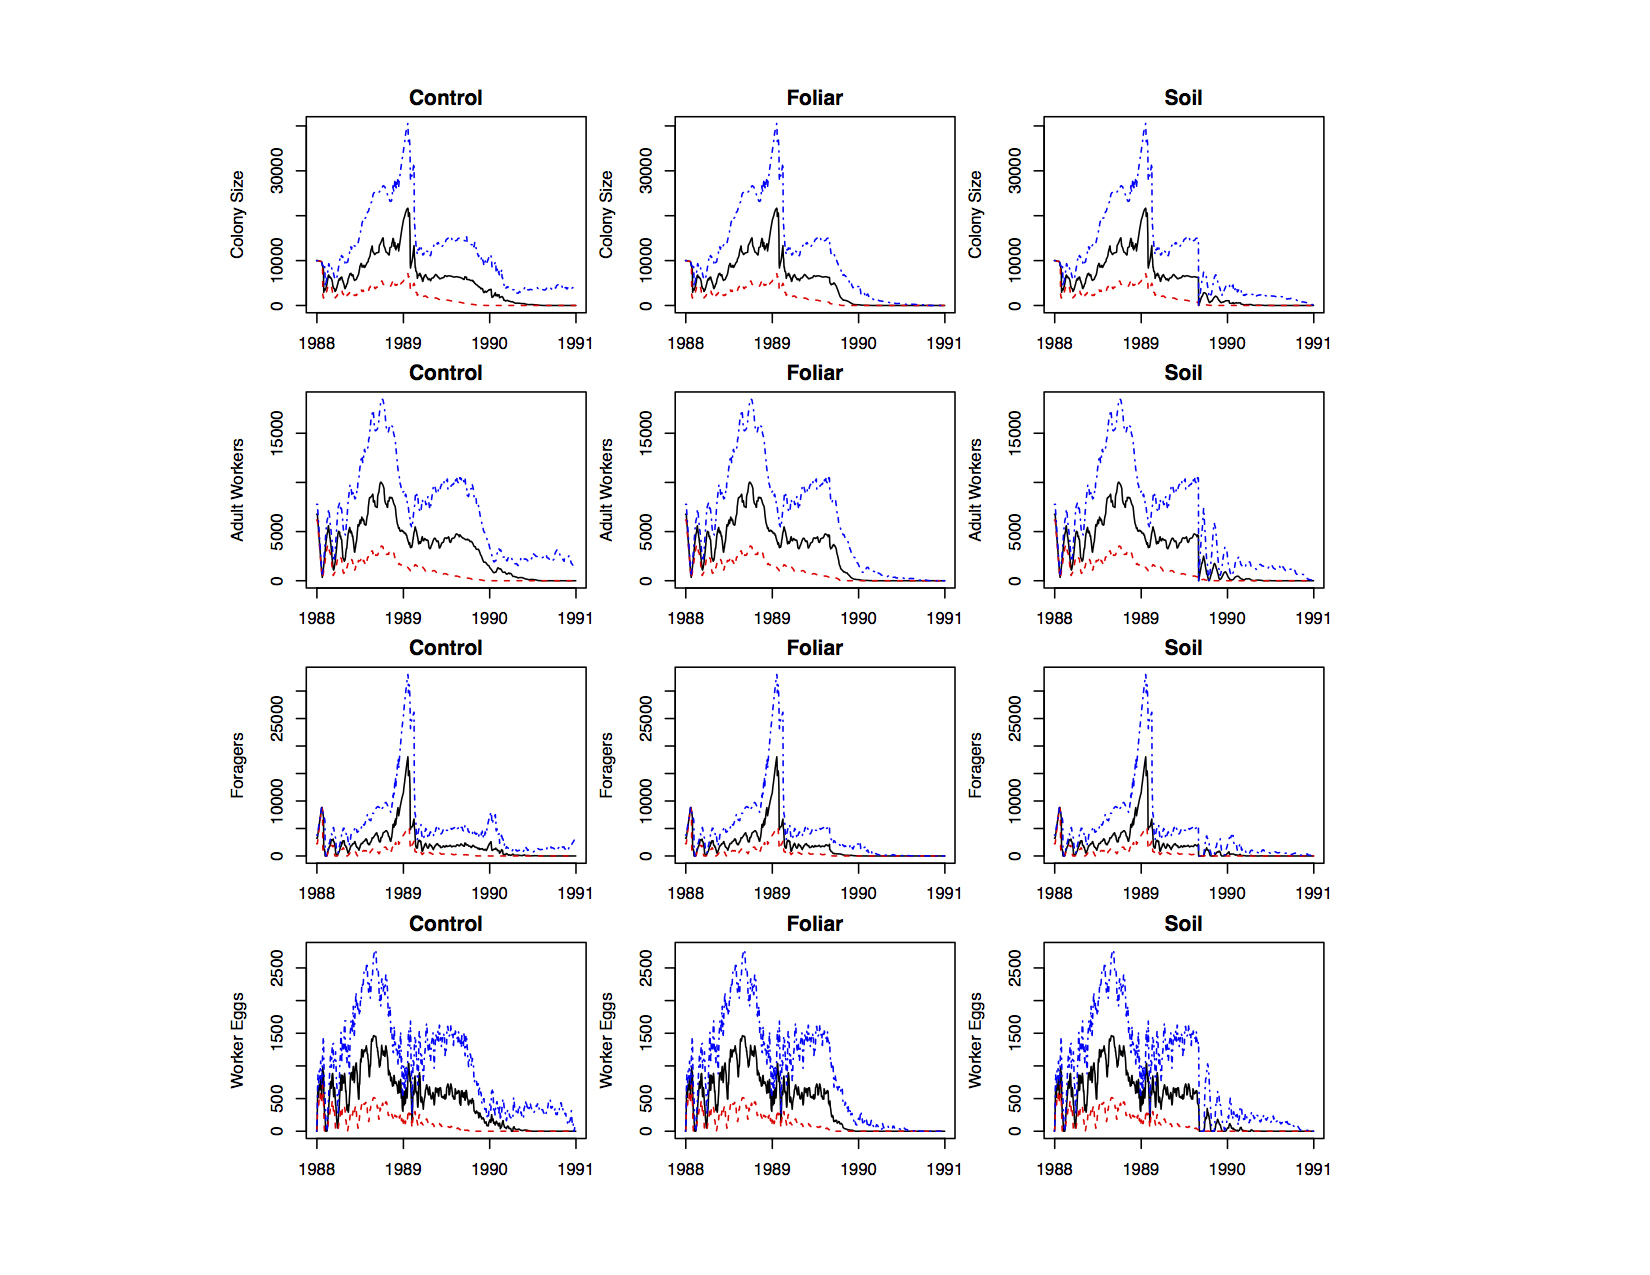 Control Foliar Soil
Colony Size 0 10000 30000 Colony Size 0 10000 30000 Colony Size 0 10000 30000
1988 1989 1990 1991 1988 1989 1990 1991 1988 1989 1990 1991
Control Foliar Soil
Adult Workers 0 5000 15000 Adult Workers 0 5000 15000 Adult Workers 0 5000 15000
1988 1989 1990 1991 1988 1989 1990 1991 1988 1989 1990 1991
Control Foliar Soil
Foragers 0 10000 25000 Foragers 0 10000 25000 Foragers 0 10000 25000
1988 1989 1990 1991 1988 1989 1990 1991 1988 1989 1990 1991
Control Foliar Soil
Worker Eggs 0 500 1500 2500 Worker Eggs 0 500 1500 2500 Worker Eggs 0 500 1500 2500
1988 1989 1990 1991 1988 1989 1990 1991 1988 1989 1990 1991